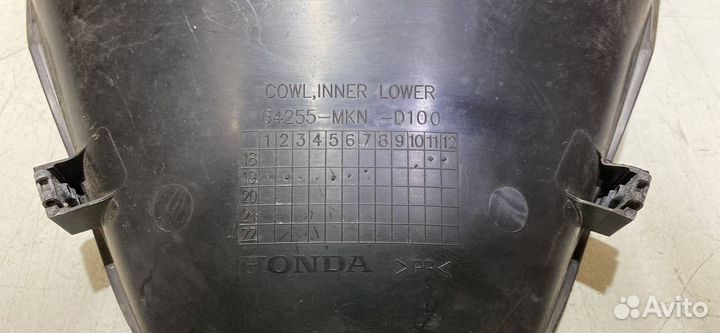 COWL,INNER LOWER
64255-MKN -D100
1 2 3 4 5 6 7 8 9 10 11 12
18
19
20
21
22
HONDA >PP<
Avito